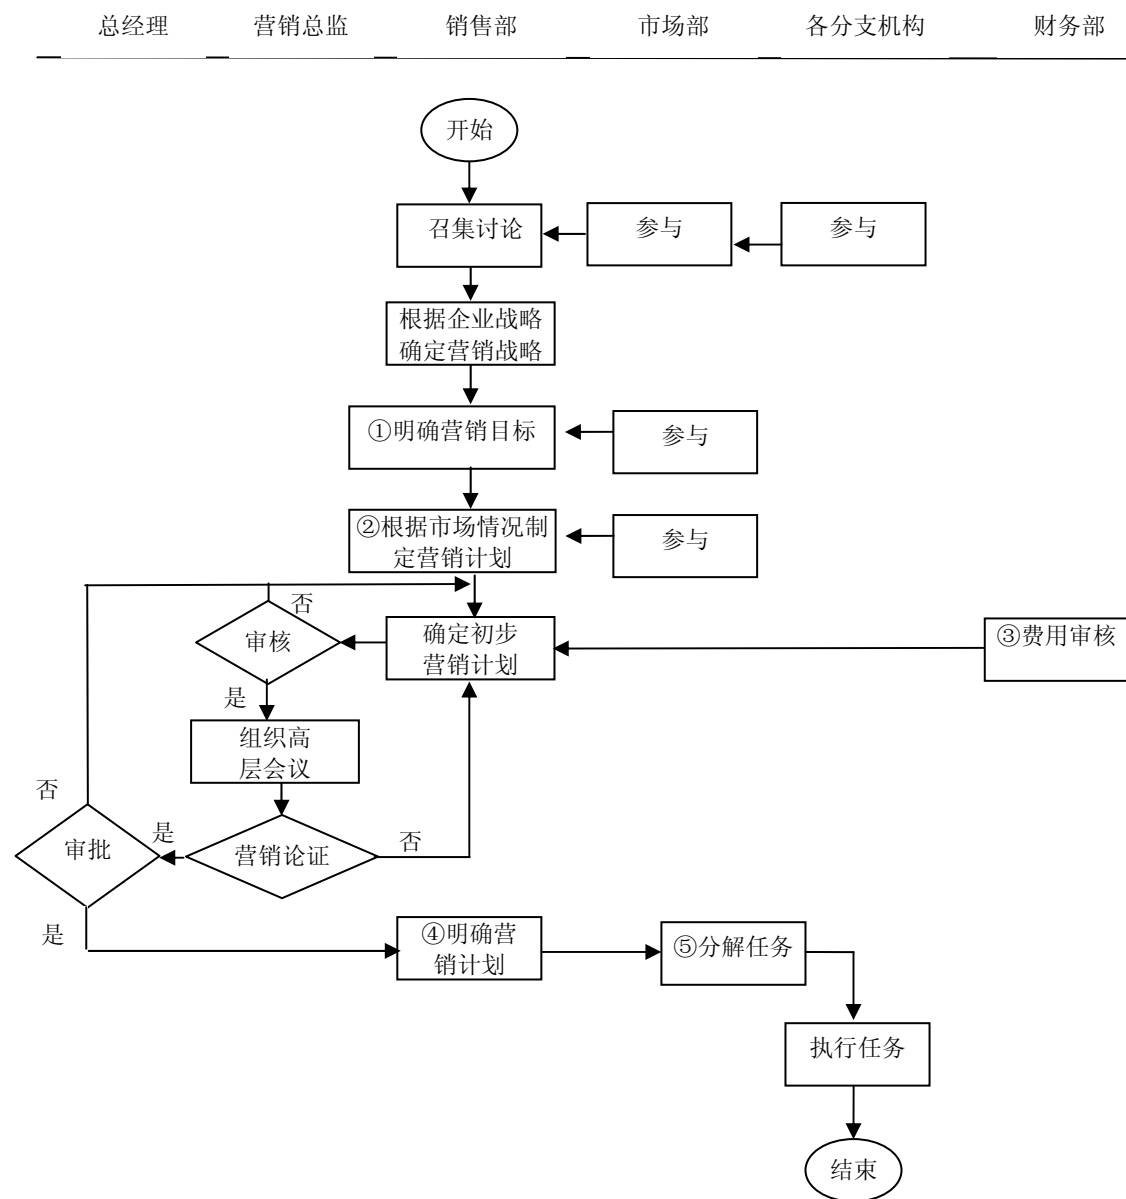 总经理
营销总监
销售部
市场部
各分支机构
财务部
开始
召集讨论
参与
参与
根据企业战略
确定营销战略
①明确营销目标
参与
②根据市场情况制
定营销计划
参与
否
审核
确定初步
营销计划
③费用审核
是
组织高
层会议
否
审批
是
营销论证
否
是
④明确营
销计划
⑤分解任务
执行任务
结束